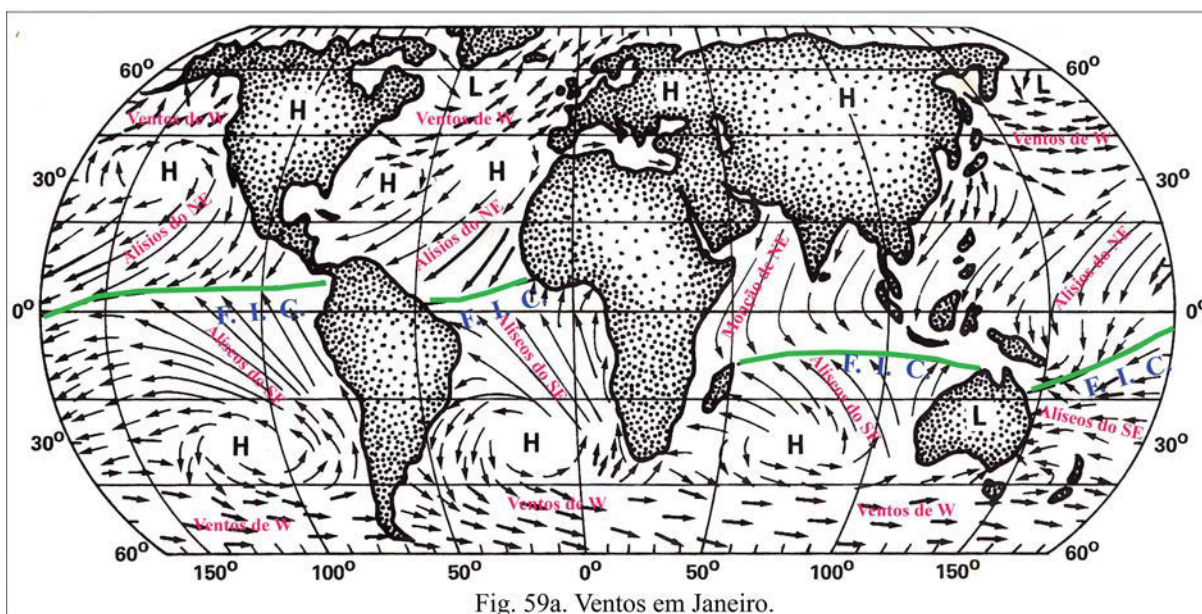 60°
60°
H
L
H
H
L
Ventos de W
Ventos de W
Ventos de W
30°
H
H
H
30°
Alísios do NE
Alísios do NE
Monção de NE
Alísios do NE
0°
F. I. C.
F. I. C.
F. I. C.
F. I. C.
0°
Alíseos do SE
Alíseos do SE
Alíseos do SE
Alíseos do SE
30°
H
H
H
L
30°
Ventos de W
Ventos de W
Ventos de W
60°
60°
150° 100° 50° 0° 50° 100° 150°
Fig. 59a. Ventos em Janeiro.